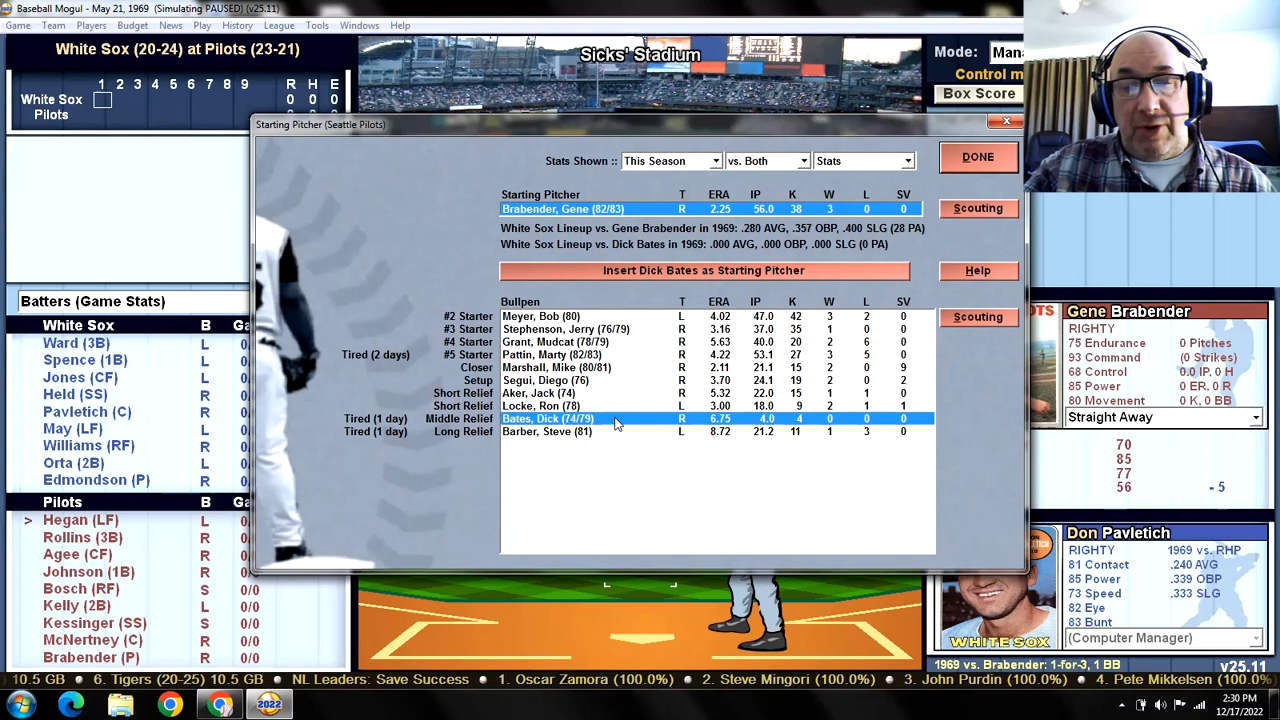 Baseball Mogul - May 21, 1969 (Simulating PAUSED) (v25.11)
Game Team Players Budget News Play History League Tools Windows Help
White Sox (20-24) at Pilots (23-21)
1 2 3 4 5 6 7 8 9 R H E
White Sox 0 0 0
Pilots 0 0 0
Sicks' Stadium
Mode:
Control m
Box Score
Starting Pitcher (Seattle Pilots)
Stats Shown :: This Season vs. Both Stats
DONE
Starting Pitcher T ERA IP K W L SV
Brabender, Gene (82/83) R 2.25 56.0 38 3 0 0
Scouting
White Sox Lineup vs. Gene Brabender in 1969: .280 AVG, .357 OBP, .400 SLG (28 PA)
White Sox Lineup vs. Dick Bates in 1969: .000 AVG, .000 OBP, .000 SLG (0 PA)
Insert Dick Bates as Starting Pitcher
Help
Bullpen T ERA IP K W L SV
#2 Starter Meyer, Bob (80) L 4.02 47.0 42 3 2 0
Scouting
#3 Starter Stephenson, Jerry (76/79) R 3.16 37.0 35 1 1 0
#4 Starter Grant, Mudcat (78/79) R 5.63 40.0 20 2 6 0
Tired (2 days) #5 Starter Pattin, Marty (82/83) R 4.22 53.1 27 3 5 0
Closer Marshall, Mike (80/81) R 2.11 21.1 15 2 0 9
Setup Segui, Diego (76) R 3.70 24.1 19 2 0 2
Short Relief Aker, Jack (74) R 5.32 22.0 15 1 1 0
Short Relief Locke, Ron (78) L 3.00 18.0 9 2 1 1
Tired (1 day) Middle Relief Bates, Dick (74/79) R 6.75 4.0 4 0 0 0
Tired (1 day) Long Relief Barber, Steve (81) L 8.72 21.2 11 1 3 0
Batters (Game Stats)
White Sox B
Ward (3B) L
Spence (1B) L
Jones (CF) L
Held (SS) R
Pavletich (C) R
May (LF) L
Williams (RF) R
Orta (2B) L
Edmondson (P) R
Pilots B
> Hegan (LF) L
Rollins (3B) R 0/0
Agee (CF) R 0/0
Johnson (1B) R 0/0
Bosch (RF) S 0/0
Kelly (2B) L 0/0
Kessinger (SS) S 0/0
McNertney (C) R 0/0
Brabender (P) R 0/0
Gene Brabender
RIGHTY
75 Endurance 0 Pitches
93 Command (0 Strikes)
68 Control 0.0 IP, 0 H
85 Power 0 ER, 0 R
80 Movement 0 K, 0 BB
Straight Away
70
85
77
56 - 5
Don Pavletich
RIGHTY 1969 vs. RHP
81 Contact .240 AVG
85 Power .339 OBP
73 Speed .333 SLG
82 Eye
83 Bunt
(Computer Manager)
WHITE SOX
1969 vs. Brabender: 1-for-3, 1 BB
v25.11
10.5 GB 6. Tigers (20-25) 10.5 GB NL Leaders: Save Success 1. Oscar Zamora (100.0%) 2. Steve Mingori (100.0%) 3. John Purdin (100.0%) 4. Pete Mikkelsen (100.0%)
2022
2:30 PM
12/17/2022